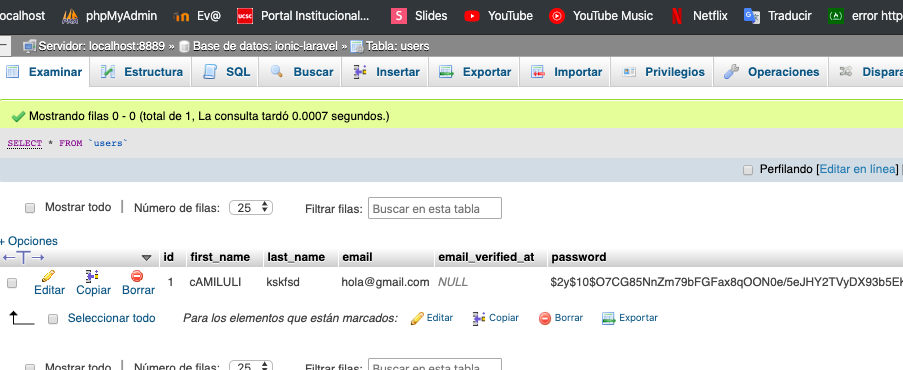 ocalhost phpMyAdmin Ev@ UCSC Portal Institucional... S Slides YouTube YouTube Music Netflix Traducir error http
Servidor: localhost:8889 » Base de datos: ionic-laravel » Tabla: users
Examinar Estructura SQL Buscar Insertar Exportar Importar Privilegios Operaciones Dispara
Mostrando filas 0 - 0 (total de 1, La consulta tardó 0.0007 segundos.)
SELECT * FROM `users`
Perfilando [Editar en línea]
Mostrar todo | Número de filas: 25 Filtrar filas: Buscar en esta tabla
+ Opciones
←T→ id first_name last_name email email_verified_at password
Editar Copiar Borrar 1 cAMILULI kskfsd hola@gmail.com NULL $2y$10$O7CG85NnZm79bFGFax8qOON0e/5eJHY2TVyDX93b5EH
Seleccionar todo Para los elementos que están marcados: Editar Copiar Borrar Exportar
Mostrar todo | Número de filas: 25 Filtrar filas: Buscar en esta tabla